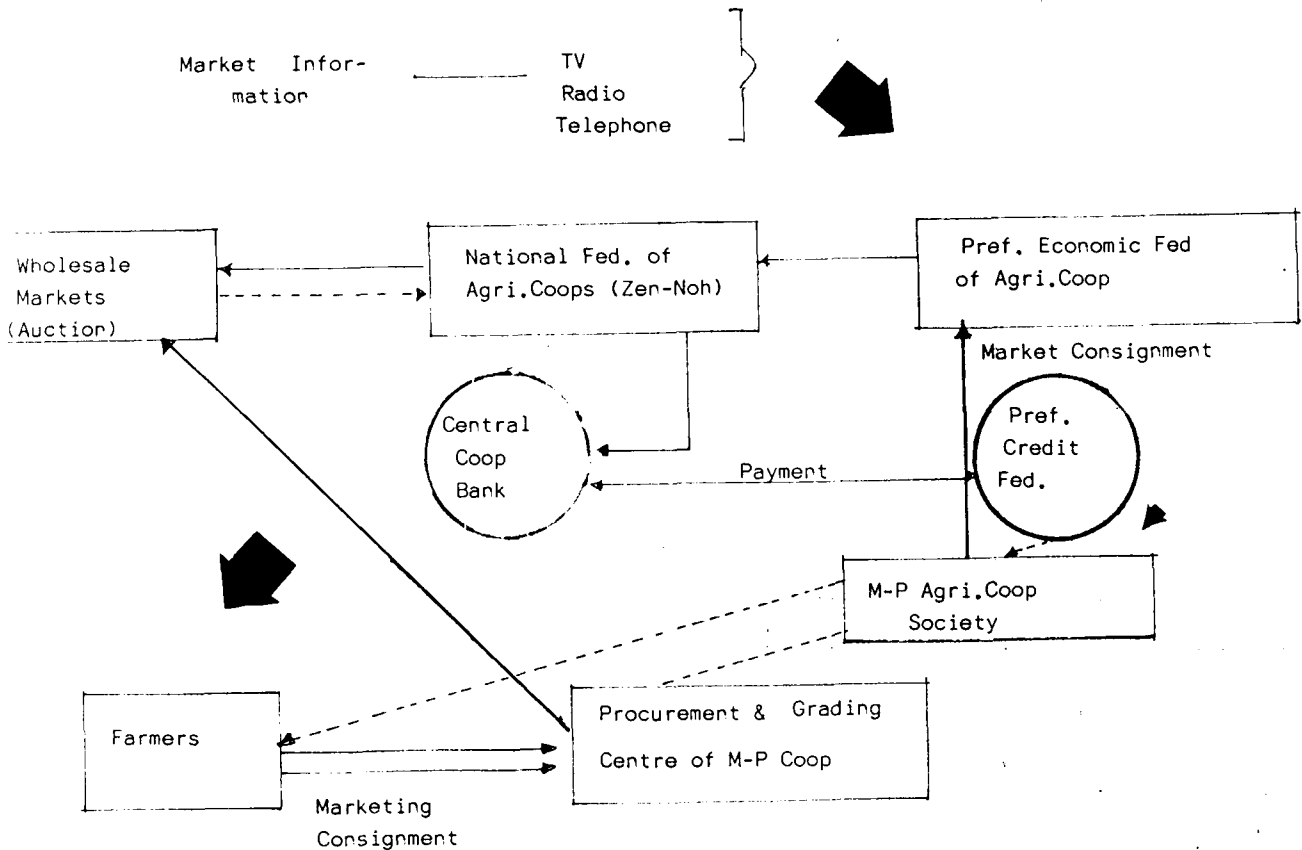 Market Infor-
mation
TV
Radio
Telephone
Wholesale
Markets
(Auction)
National Fed. of
Agri.Coops (Zen-Noh)
Pref. Economic Fed
of Agri.Coop
Market Consignment
Central
Coop
Bank
Payment
Pref.
Credit
Fed.
M-P Agri.Coop
Society
Farmers
Procurement & Grading
Centre of M-P Coop
Marketing
Consignment